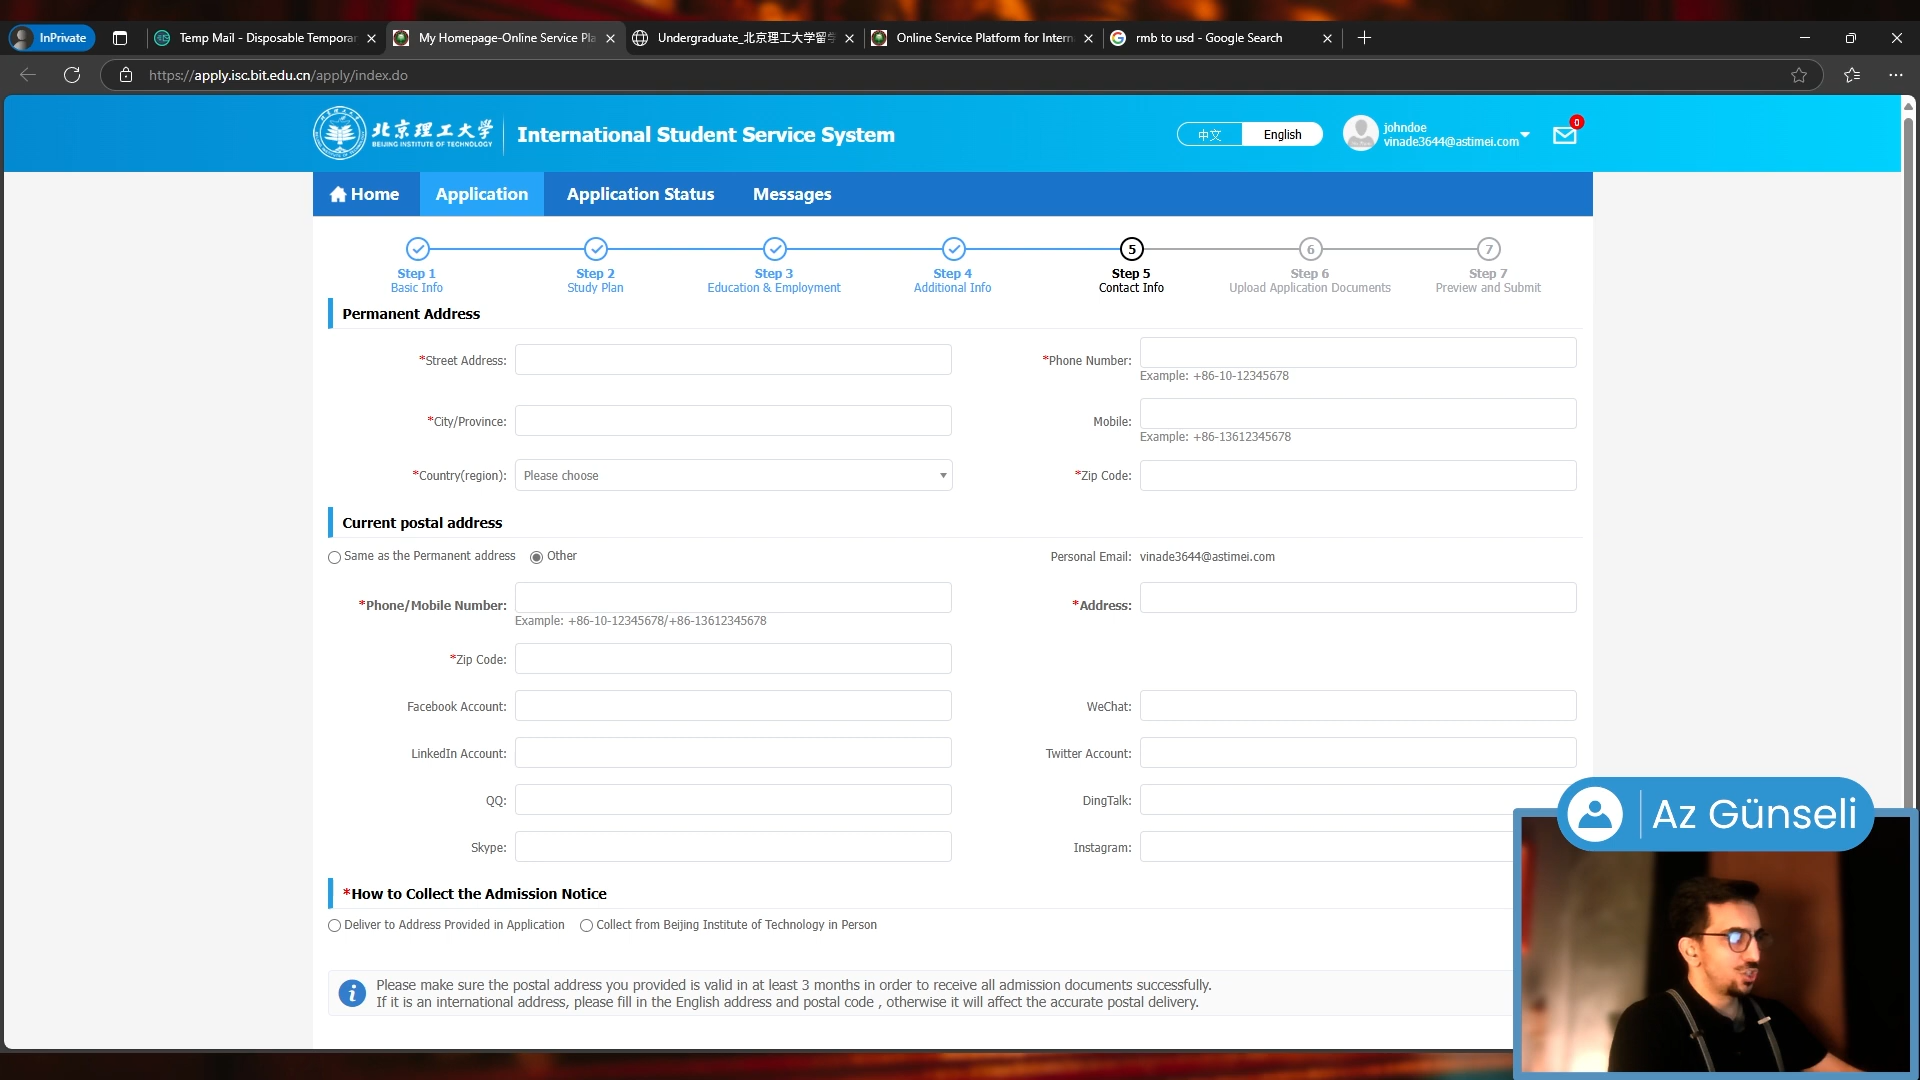 InPrivate
Temp Mail - Disposable Temporar
My Homepage-Online Service Pla
Undergraduate_北京理工大学留学
Online Service Platform for Intern
rmb to usd - Google Search
https://apply.isc.bit.edu.cn/apply/index.do
北京理工大学
BEIJING INSTITUTE OF TECHNOLOGY
International Student Service System
中文
English
johndoe
vinade3644@astimei.com
0
Home
Application
Application Status
Messages
5
6
7
Step 1
Step 2
Step 3
Step 4
Step 5
Step 6
Step 7
Basic Info
Study Plan
Education & Employment
Additional Info
Contact Info
Upload Application Documents
Preview and Submit
Permanent Address
*Street Address:
*Phone Number:
Example: +86-10-12345678
*City/Province:
Mobile:
Example: +86-13612345678
*Country(region):
Please choose
*Zip Code:
Current postal address
Same as the Permanent address
Other
Personal Email: vinade3644@astimei.com
*Phone/Mobile Number:
*Address:
Example: +86-10-12345678/+86-13612345678
*Zip Code:
Facebook Account:
WeChat:
LinkedIn Account:
Twitter Account:
QQ:
DingTalk:
Skype:
Instagram:
Az Günseli
*How to Collect the Admission Notice
Deliver to Address Provided in Application
Collect from Beijing Institute of Technology in Person
Please make sure the postal address you provided is valid in at least 3 months in order to receive all admission documents successfully.
If it is an international address, please fill in the English address and postal code , otherwise it will affect the accurate postal delivery.